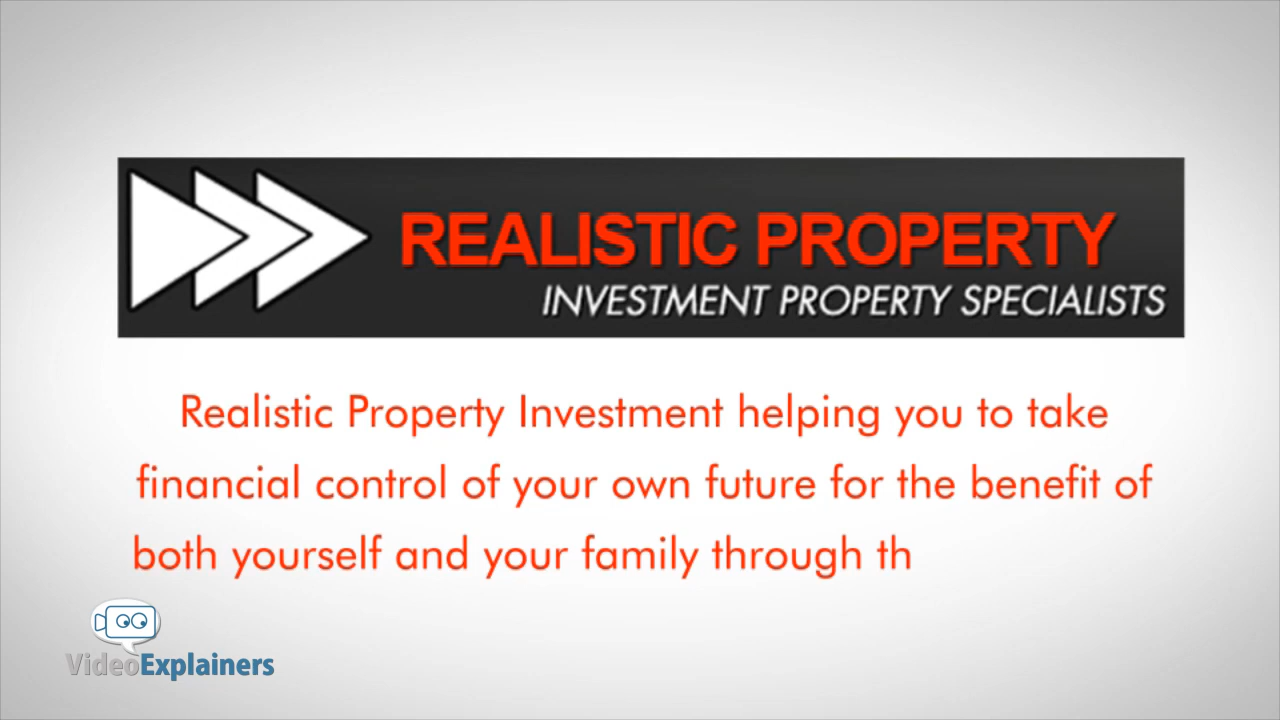 REALISTIC PROPERTY
INVESTMENT PROPERTY SPECIALISTS
Realistic Property Investment helping you to take
financial control of your own future for the benefit of
both yourself and your family through th
VideoExplainers